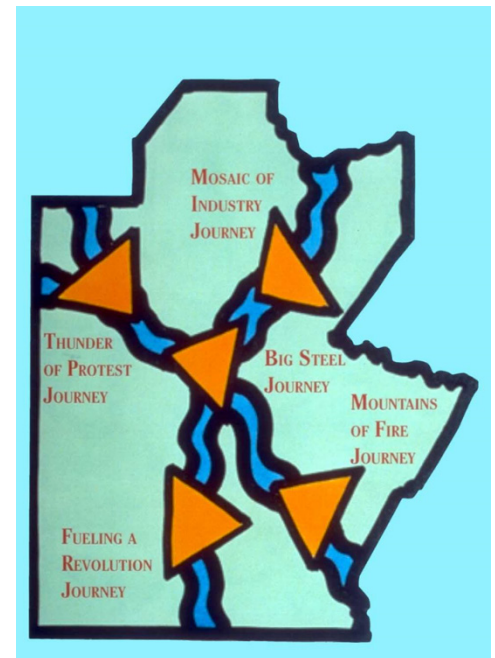 MOSAIC OF
INDUSTRY
JOURNEY
THUNDER
OF PROTEST
JOURNEY
BIG STEEL
JOURNEY
MOUNTAINS
OF FIRE
JOURNEY
FUELING A
REVOLUTION
JOURNEY